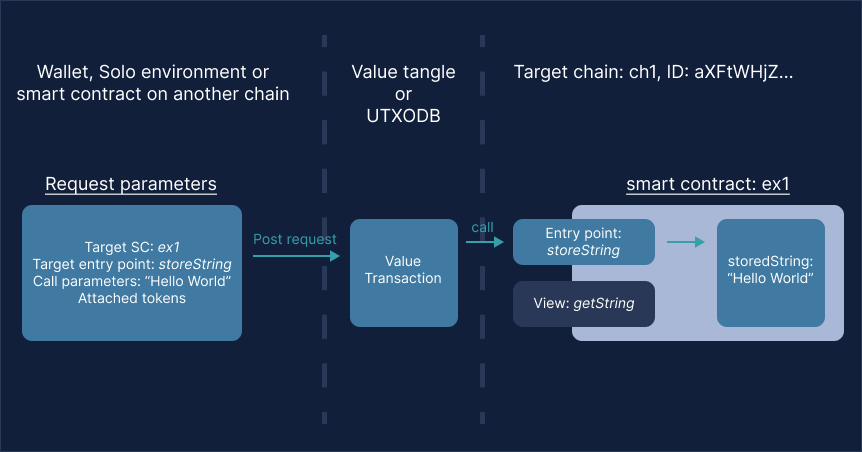 Wallet, Solo environment or
smart contract on another chain
Value tangle
or
UTXODB
Target chain: ch1, ID: aXFtWHjZ...
Request parameters
Target SC: ex1
Target entry point: storeString
Call parameters: “Hello World”
Attached tokens
Post request
Value
Transaction
call
smart contract: ex1
Entry point:
storeString
View: getString
storedString:
“Hello World”